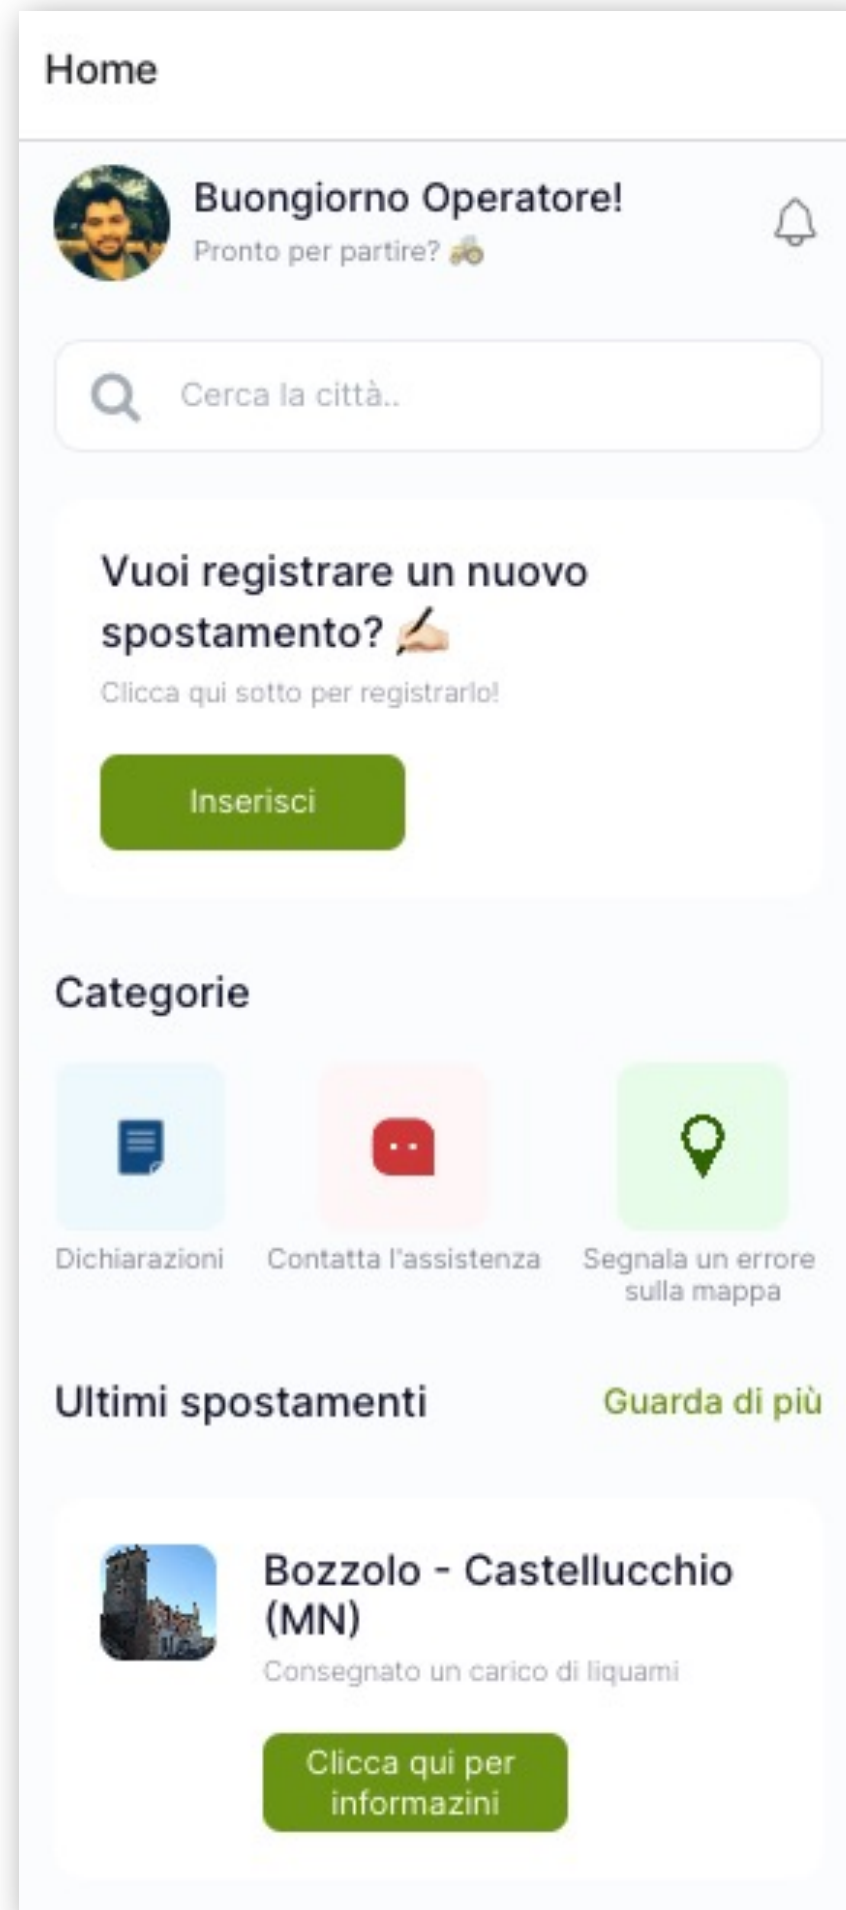 Home
Buongiorno Operatore!
Pronto per partire? 🚜
Cerca la città..
Vuoi registrare un nuovo
spostamento? ✍🏻
Clicca qui sotto per registrarlo!
Inserisci
Categorie
Dichiarazioni
Contatta l'assistenza
Segnala un errore
sulla mappa
Ultimi spostamenti
Guarda di più
Bozzolo - Castellucchio
(MN)
Consegnato un carico di liquami
Clicca qui per
informazini